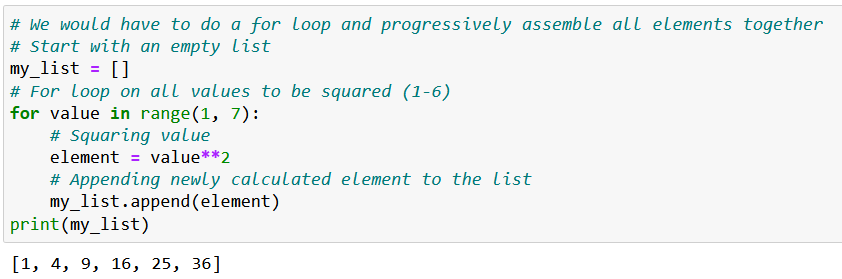 # We would have to do a for loop and progressively assemble all elements together
# Start with an empty list
my_list = []
# For loop on all values to be squared (1-6)
for value in range(1, 7):
    # Squaring value
    element = value**2
    # Appending newly calculated element to the list
    my_list.append(element)
print(my_list)
[1, 4, 9, 16, 25, 36]